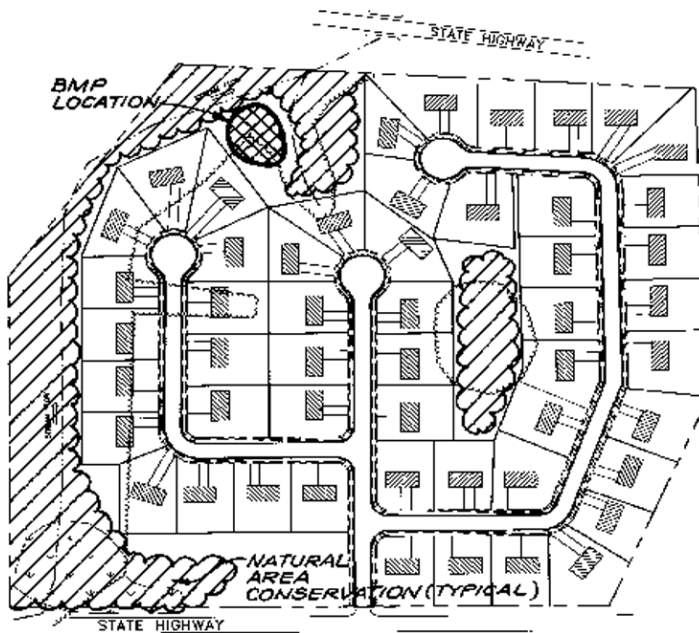 STATE HIGHWAY
BMP
LOCATION
NATURAL
AREA
CONSERVATION (TYPICAL)
STATE HIGHWAY